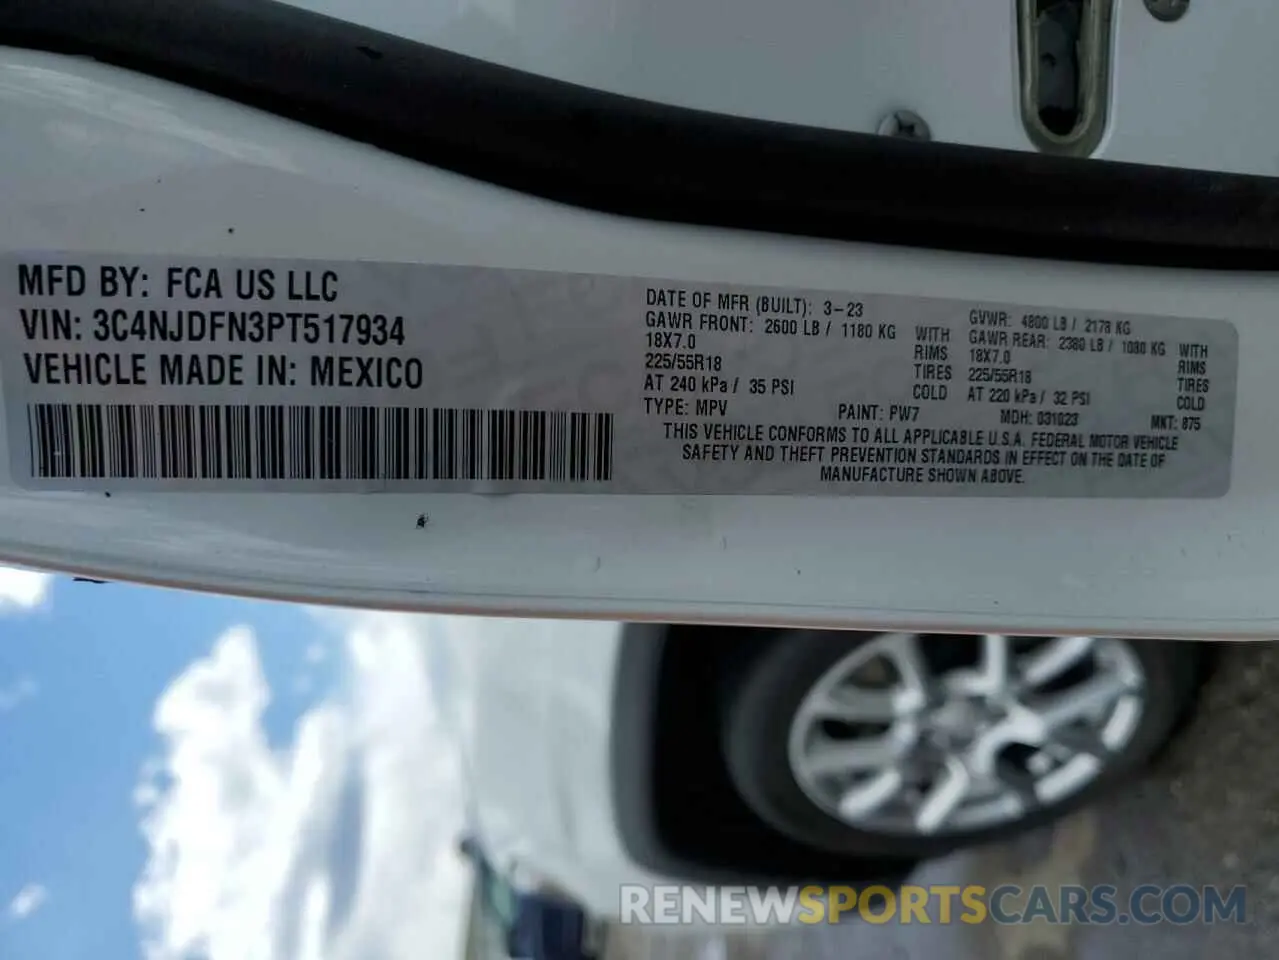 MFD BY: FCA US LLC
VIN: 3C4NJDFN3PT517934
VEHICLE MADE IN: MEXICO
DATE OF MFR (BUILT): 3-23
GAWR FRONT: 2600 LB / 1180 KG WITH
18X7.0 RIMS
225/55R18 TIRES
AT 240 kPa / 35 PSI COLD
GVWR: 4800 LB / 2178 KG
GAWR REAR: 2380 LB / 1080 KG WITH
18X7.0 RIMS
225/55R18 TIRES
AT 220 kPa / 32 PSI COLD
TYPE: MPV PAINT: PW7 MDH: 031023 MKT: 875
THIS VEHICLE CONFORMS TO ALL APPLICABLE U.S.A. FEDERAL MOTOR VEHICLE
SAFETY AND THEFT PREVENTION STANDARDS IN EFFECT ON THE DATE OF
MANUFACTURE SHOWN ABOVE.
RENEWSPORTSCARS.COM